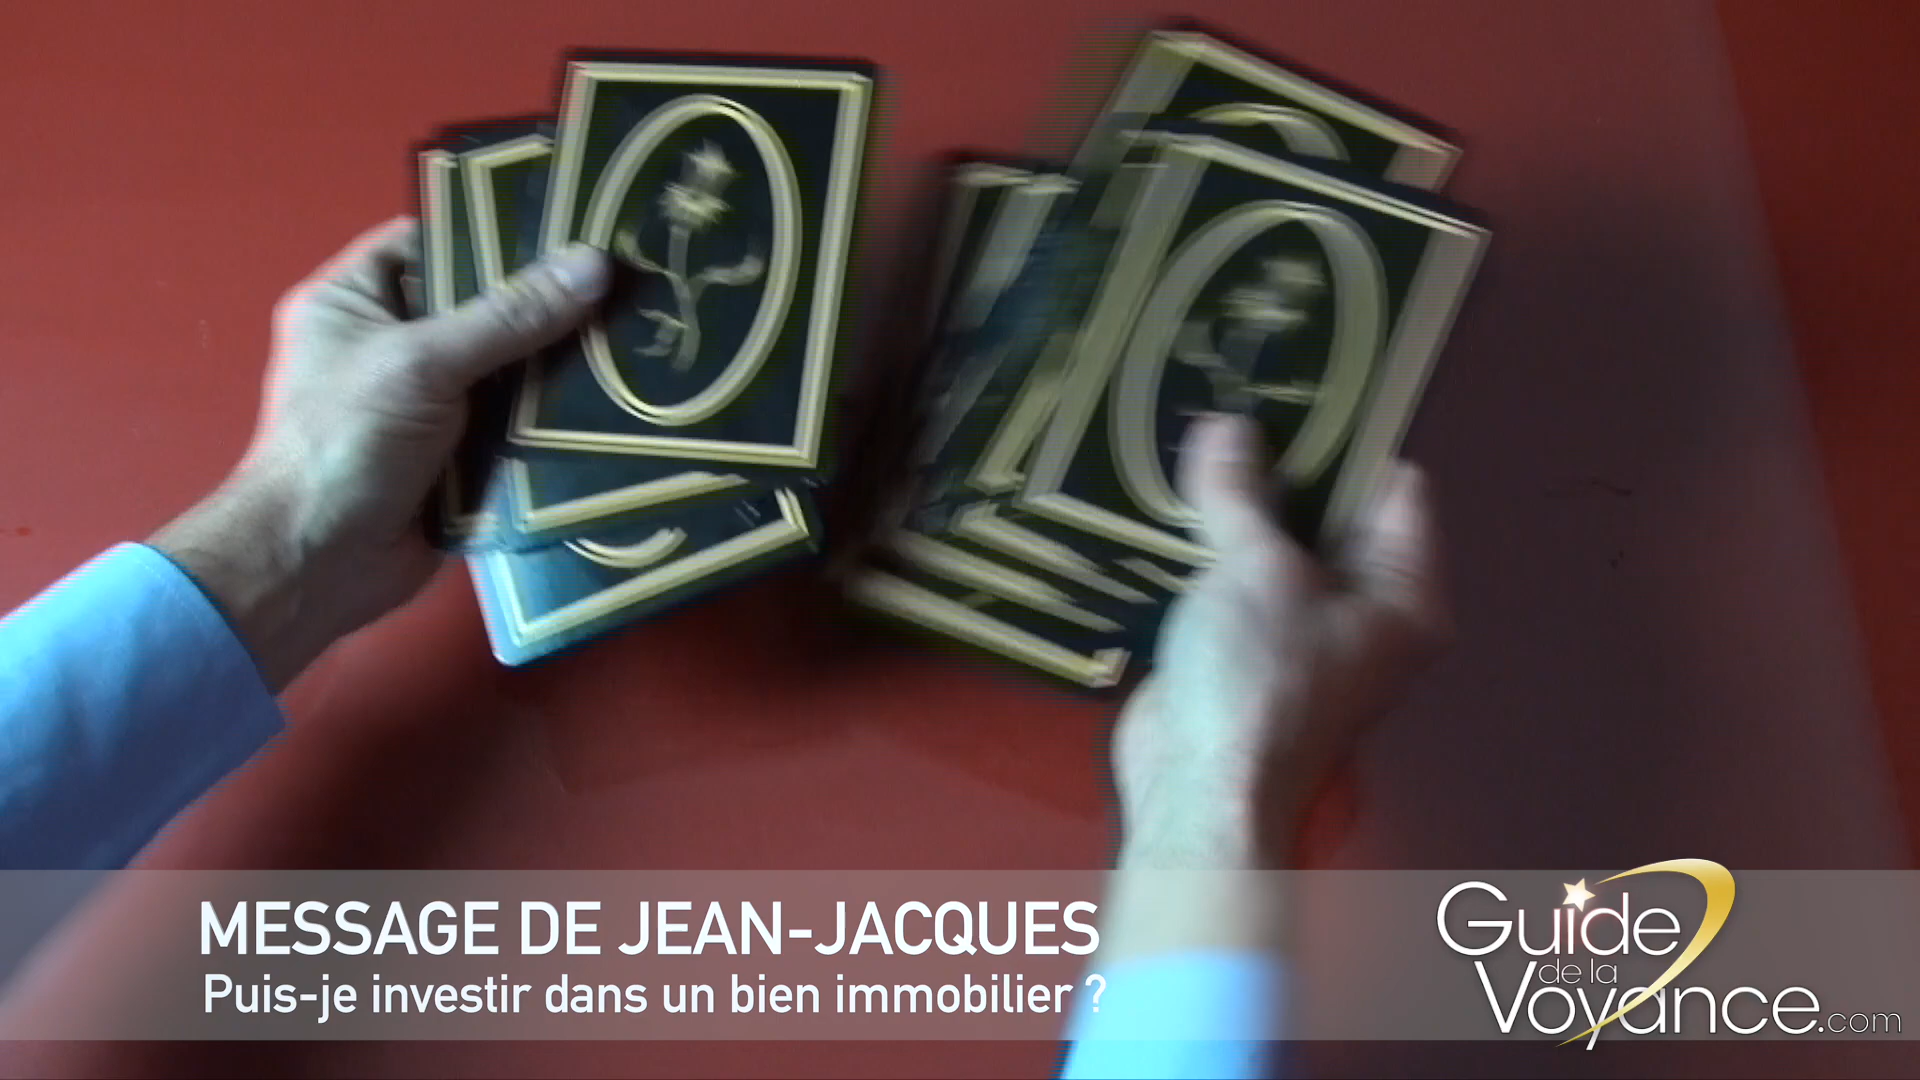 MESSAGE DE JEAN-JACQUES
Puis-je investir dans un bien immobilier ?
Guide
de la
Voyance.com